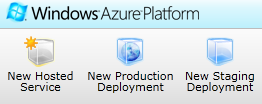 Windows Azure Platform
New Hosted
Service
New Production
Deployment
New Staging
Deployment